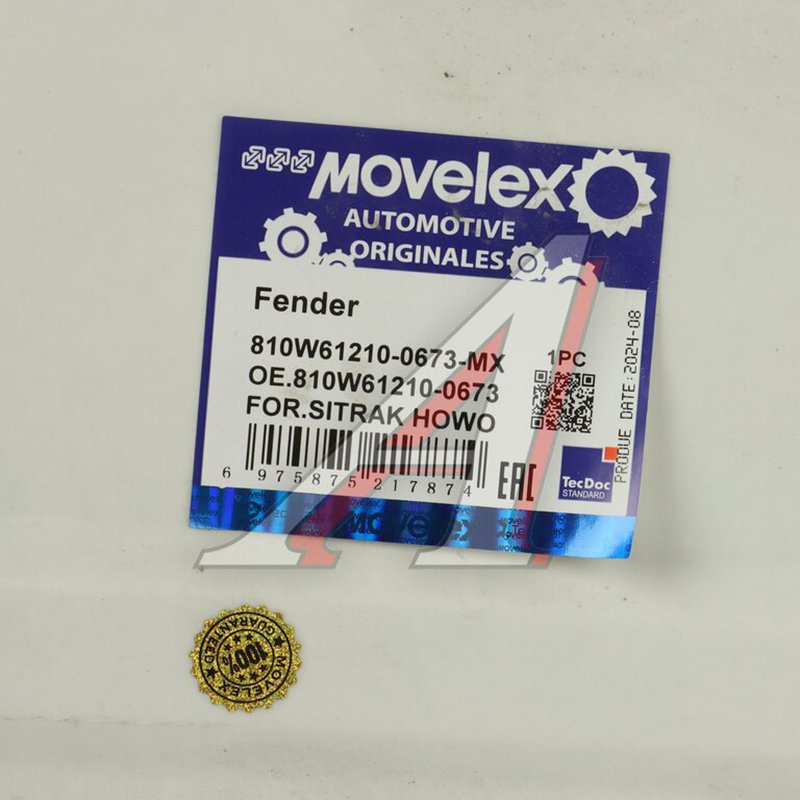 MOVELEX
AUTOMOTIVE
ORIGINALES
Fender
810W61210-0673-MX
1PC
OE.810W61210-0673
FOR.SITRAK HOWO
6 975875 217874
EAC
TecDoc
STANDARD
PRODUE DATE:2024-08
MOVELEX
MOVELEX
100%
GUARANTEED